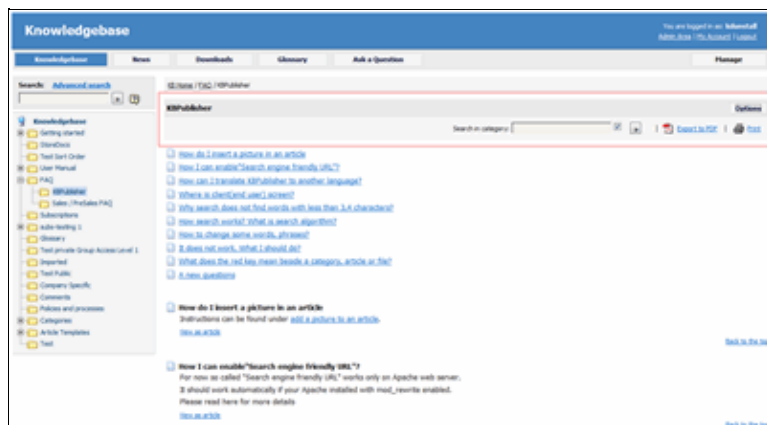 Knowledgebase
You are logged in as:
Admin Area | My Account | Logout
Knowledgebase News Downloads Glossary Ask a Question Manage
Search: Advanced search
KB Home / FAQ / KBPublisher
KBPublisher Options
Search in category: Export to PDF | Print
Knowledgebase
Getting started
StoreDocs
Test Sort Order
User Manual
FAQ
KBPublisher
Sales / PreSales FAQ
Subscriptions
kube-testing 1
Glossary
Test private Group Access Level 1
Imported
Test Public
Company Specific
Comments
Policies and processes
Categories
Article Templates
Test
How do I insert a picture in an article
How I can enable"Search engine friendly URL"?
How can I translate KBPublisher to another language?
Where is client(end user) screen?
Why search does not find words with less than 3,4 characters?
How search works? What is search algorithm?
How to change some words, phrases?
It does not work, What I should do?
What does the red key mean beside a category, article or file?
A new questions
How do I insert a picture in an article
Instructions can be found under add a picture to an article.
View as article
Back to the top
How I can enable"Search engine friendly URL"?
For now so called "Search engine friendly URL" works only on Apache web server.
It should work automatically if your Apache installed with mod_rewrite enabled.
Please read here for more details
View as article
Back to the top